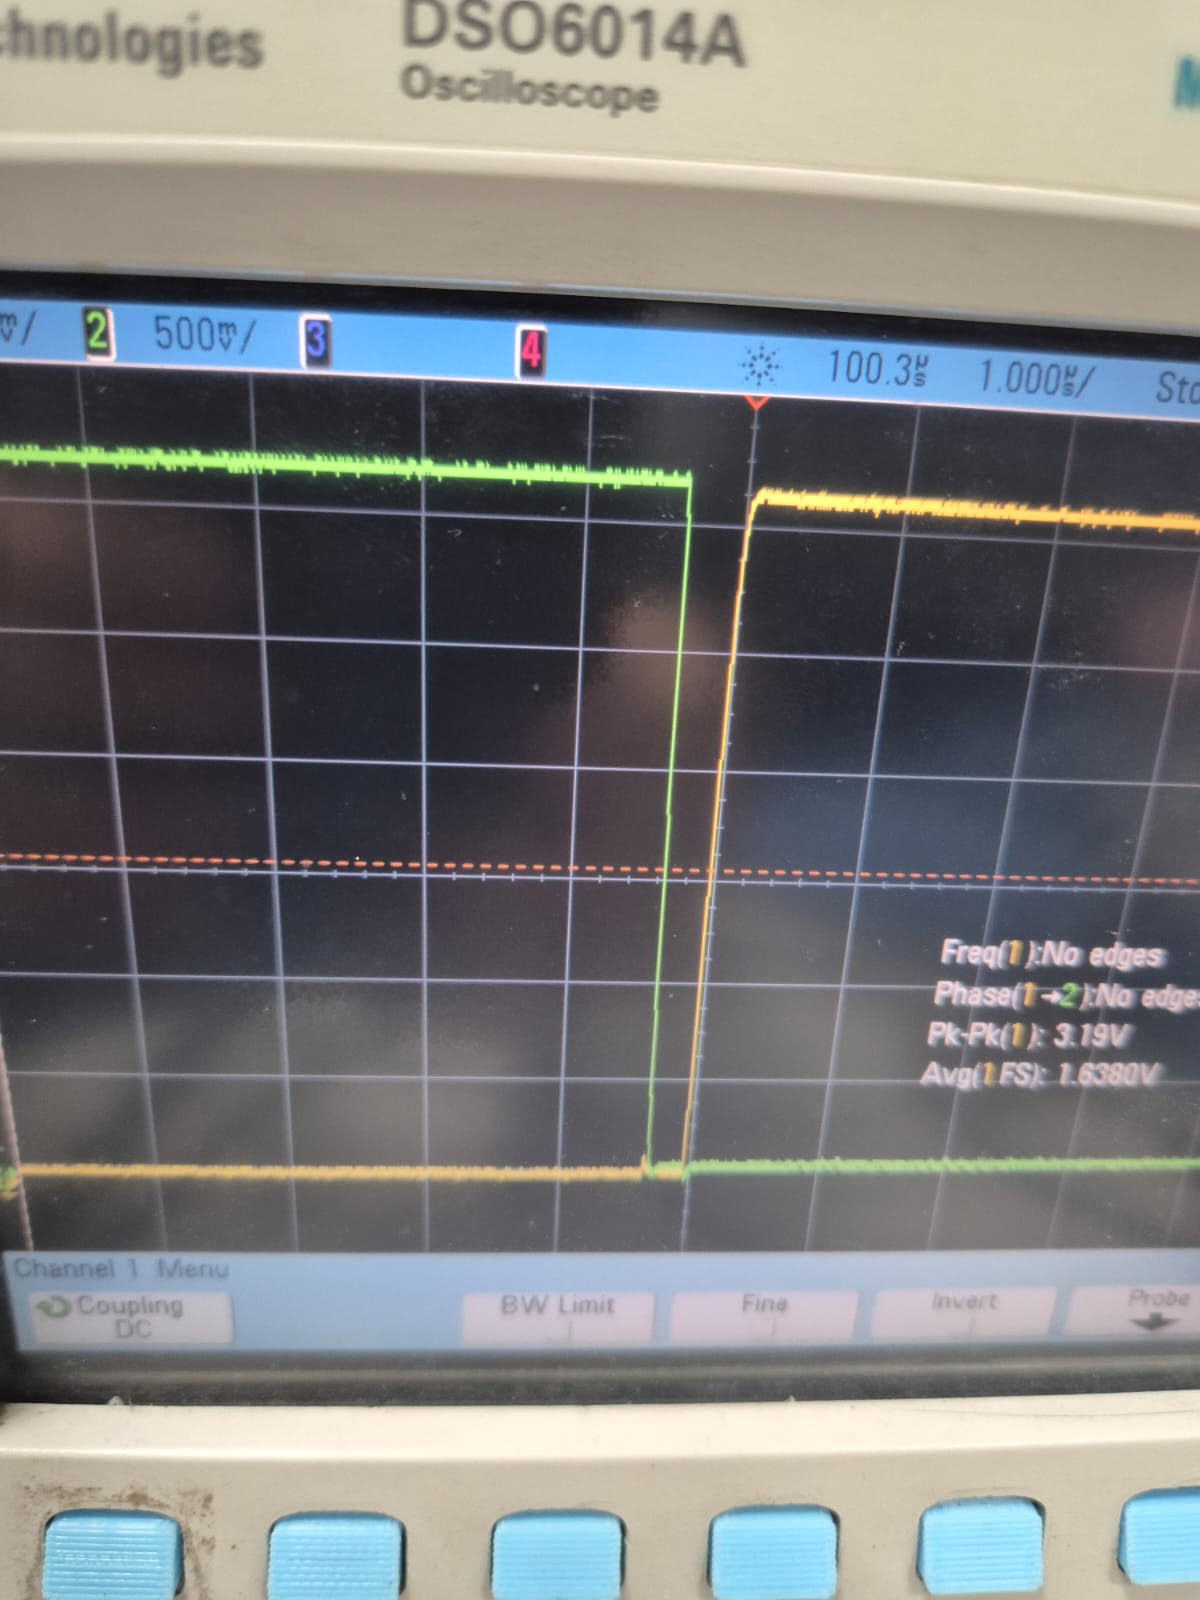 chnologies
DSO6014A
Oscilloscope
M
mV/ 2 500mV/ 3 4 100.3µs 1.000µs/ Sto
Freq(1):No edges
Phase(1→2):No edges
Pk-Pk(1): 3.19V
Avg(1FS): 1.6380V
Channel 1 Menu
Coupling
DC
BW Limit
Fine
Invert
Probe